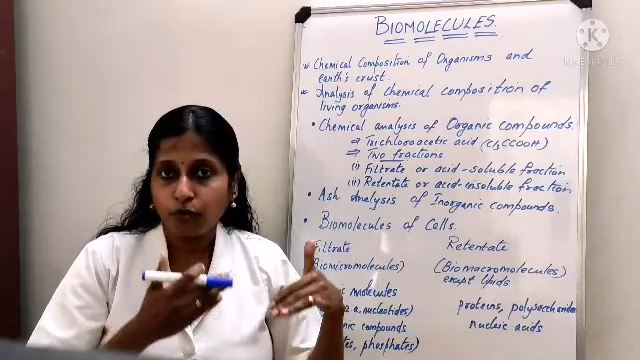 BIOMOLECULES.
Chemical Composition of Organisms and
earth's crust.
Analysis of chemical composition of
living organisms.
• Chemical analysis of Organic compounds.
⇒ Trichloroacetic acid (Cl₃CCOOH)
⇒ Two fractions
(i) Filtrate or acid-soluble fraction
(ii) Retentate or acid-insoluble fraction
• Ash Analysis of Inorganic compounds.
• Biomolecules of Cells.
Filtrate Retentate
Biomicromolecules) (Biomacromolecules)
except lipids
molecules proteins, polysaccharides
a.a. nucleotides) nucleic acids
compounds
phosphates)